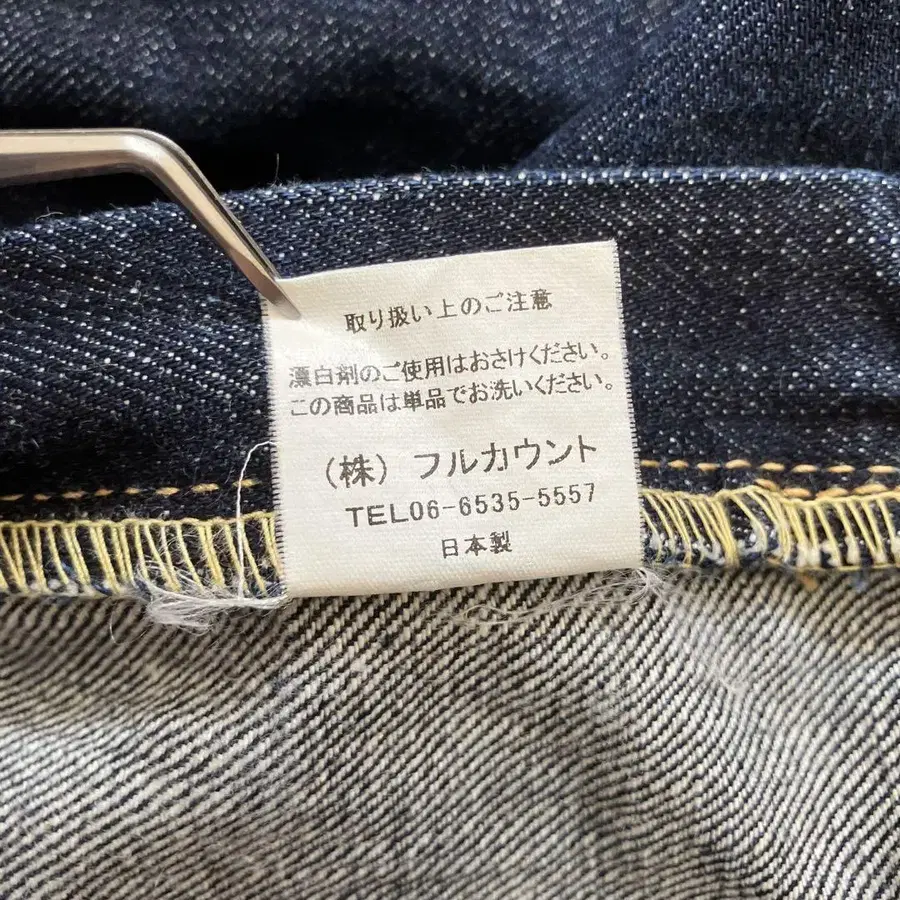 取り扱い上のご注意
漂白剤のご使用はおさけください。
この商品は単品でお洗いください。
（株）フルカウント
TEL06-6535-5557
日本製